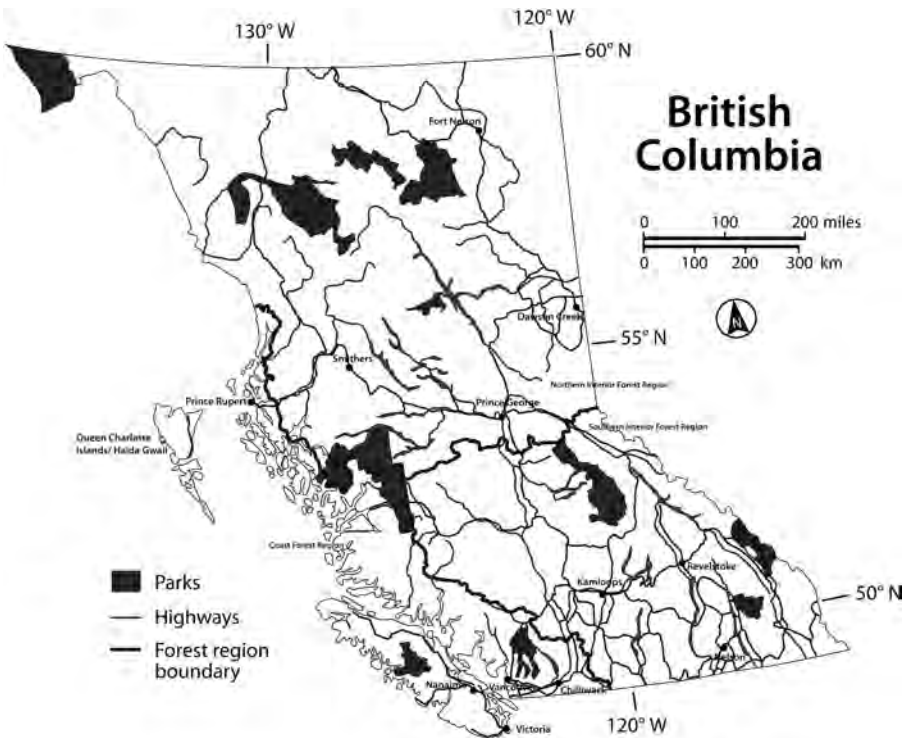 130° W
120° W
60° N
British
Columbia
Fort Nelson
0 100 200 miles
0 100 200 300 km
N
Dawson Creek
55° N
Smithers
Northern Interior Forest Region
Prince Rupert
Prince George
Southern Interior Forest Region
Queen Charlotte
Islands/ Haida Gwaii
Coast Forest Region
Revelstoke
Kamloops
Parks
50° N
Highways
Forest region
boundary
Nelson
Nanaimo
Vancouver
Chilliwack
120° W
Victoria